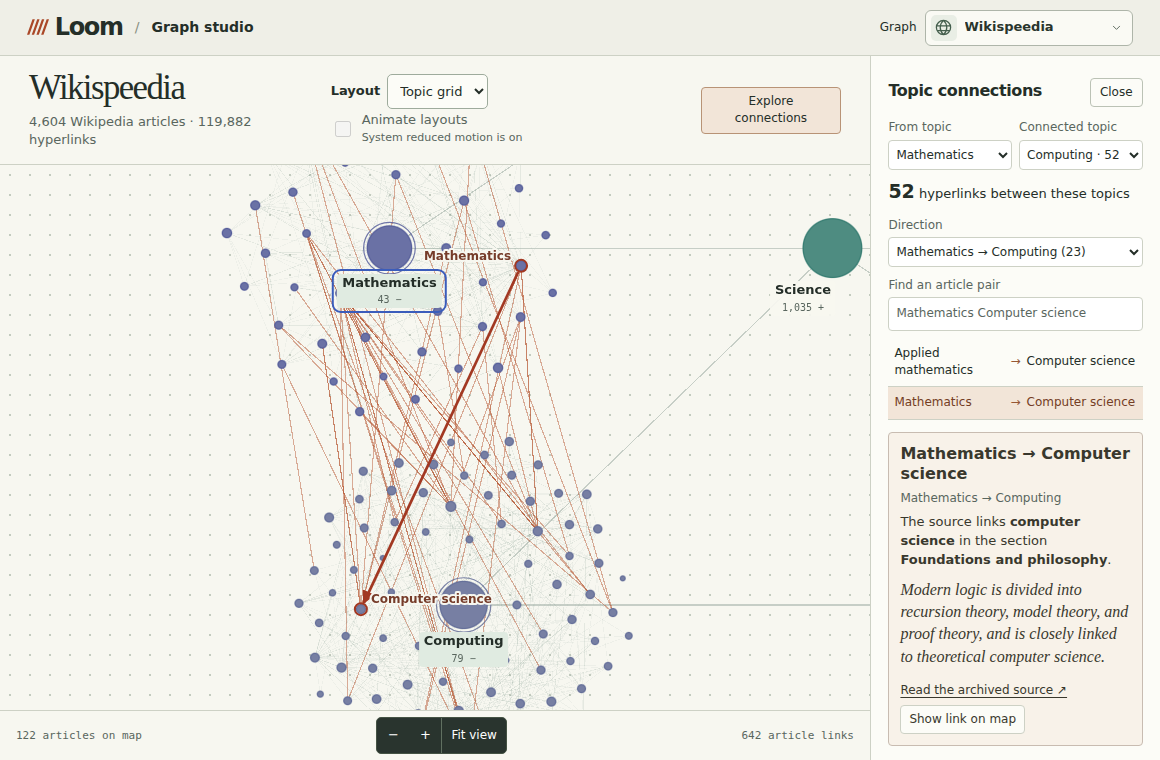 Loom / Graph studio
Graph Wikispeedia
Wikispeedia
4,604 Wikipedia articles · 119,882
hyperlinks
Layout Topic grid
Animate layouts
System reduced motion is on
Explore
connections
Mathematics
Mathematics
43 −
Science
1,035 +
Computer science
Computing
79 −
122 articles on map
− + Fit view
642 article links
Topic connections
Close
From topic Connected topic
Mathematics Computing · 52
52 hyperlinks between these topics
Direction
Mathematics → Computing (23)
Find an article pair
Mathematics Computer science
Applied
mathematics → Computer science
Mathematics → Computer science
Mathematics → Computer
science
Mathematics → Computing
The source links computer
science in the section
Foundations and philosophy.
Modern logic is divided into
recursion theory, model theory, and
proof theory, and is closely linked
to theoretical computer science.
Read the archived source ↗
Show link on map